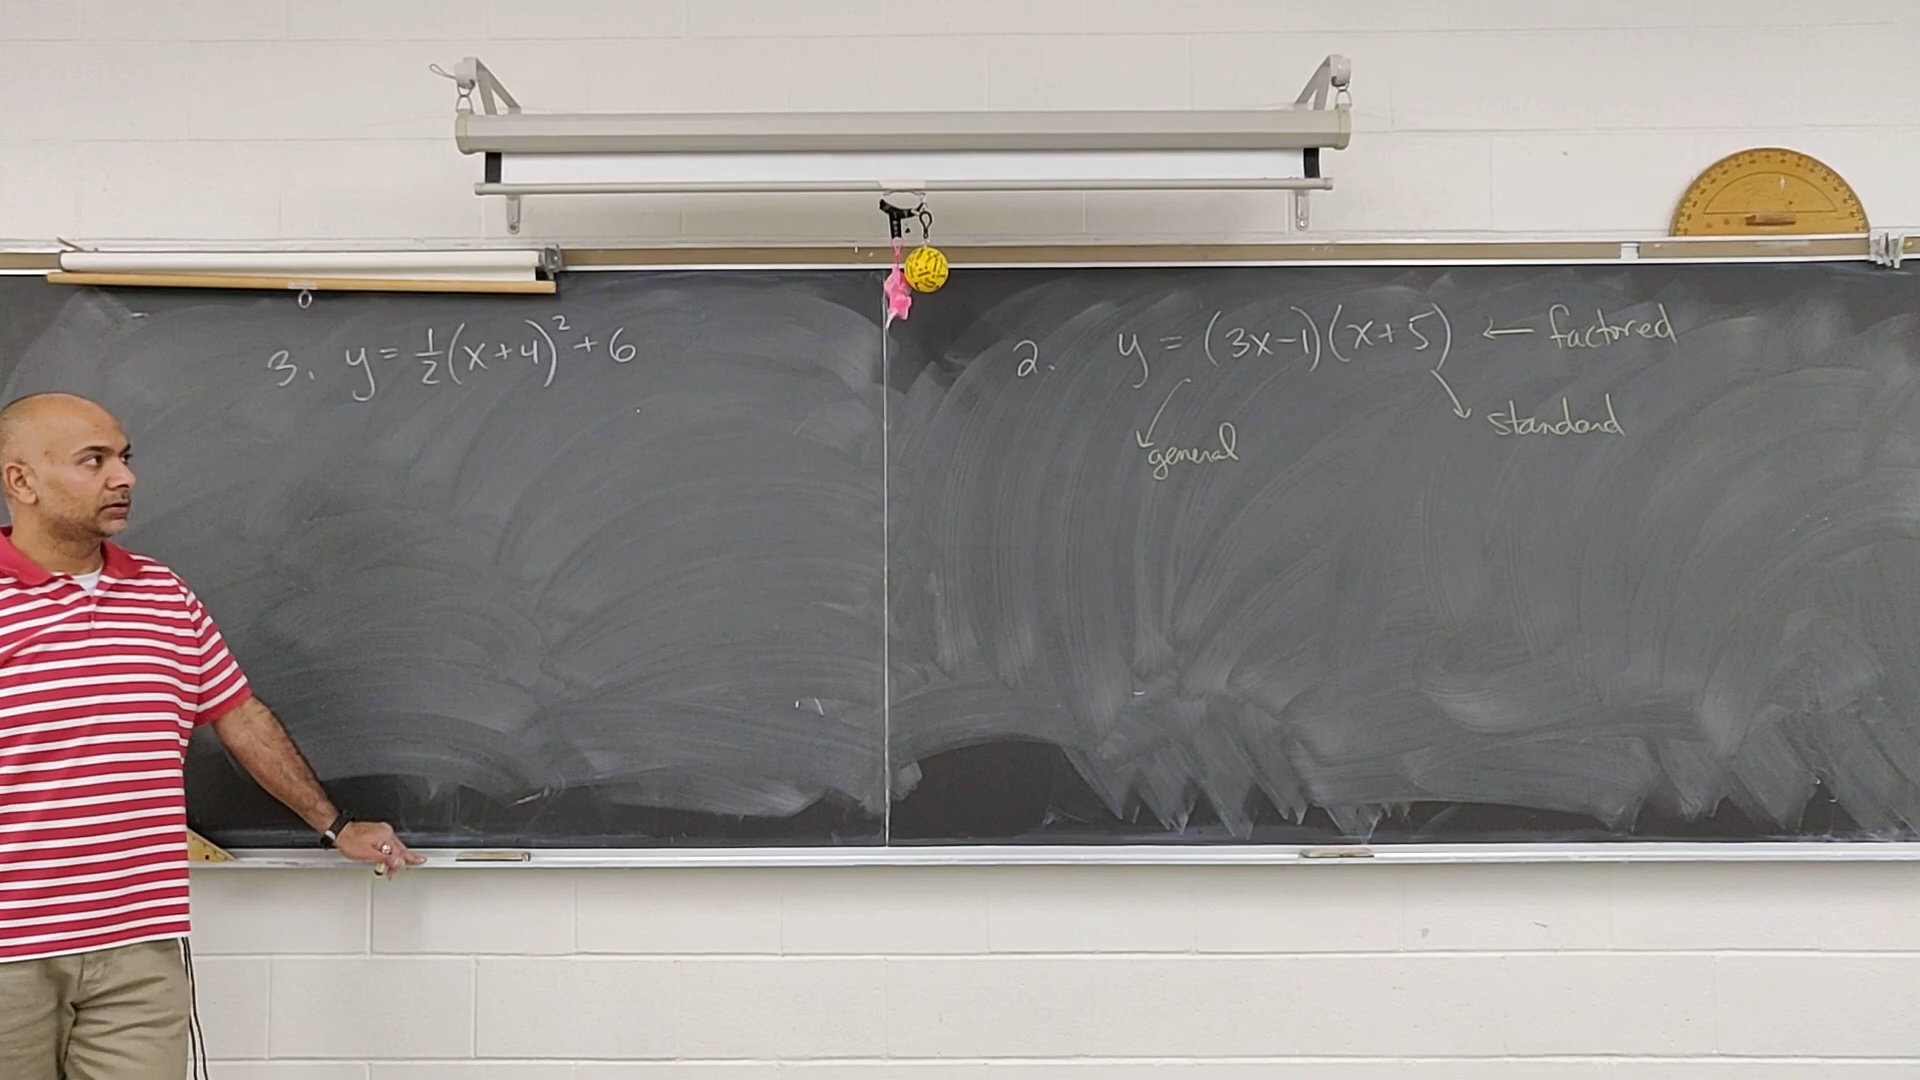 3. y = 1/2 (x+4)² + 6
2. y = (3x-1)(x+5) ← factored
standard
general